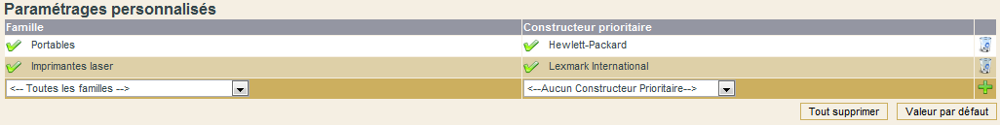 Paramétrages personnalisés
Famille Constructeur prioritaire
Portables Hewlett-Packard
Imprimantes laser Lexmark International
<-- Toutes les familles --> <--Aucun Constructeur Prioritaire-->
Tout supprimer Valeur par défaut